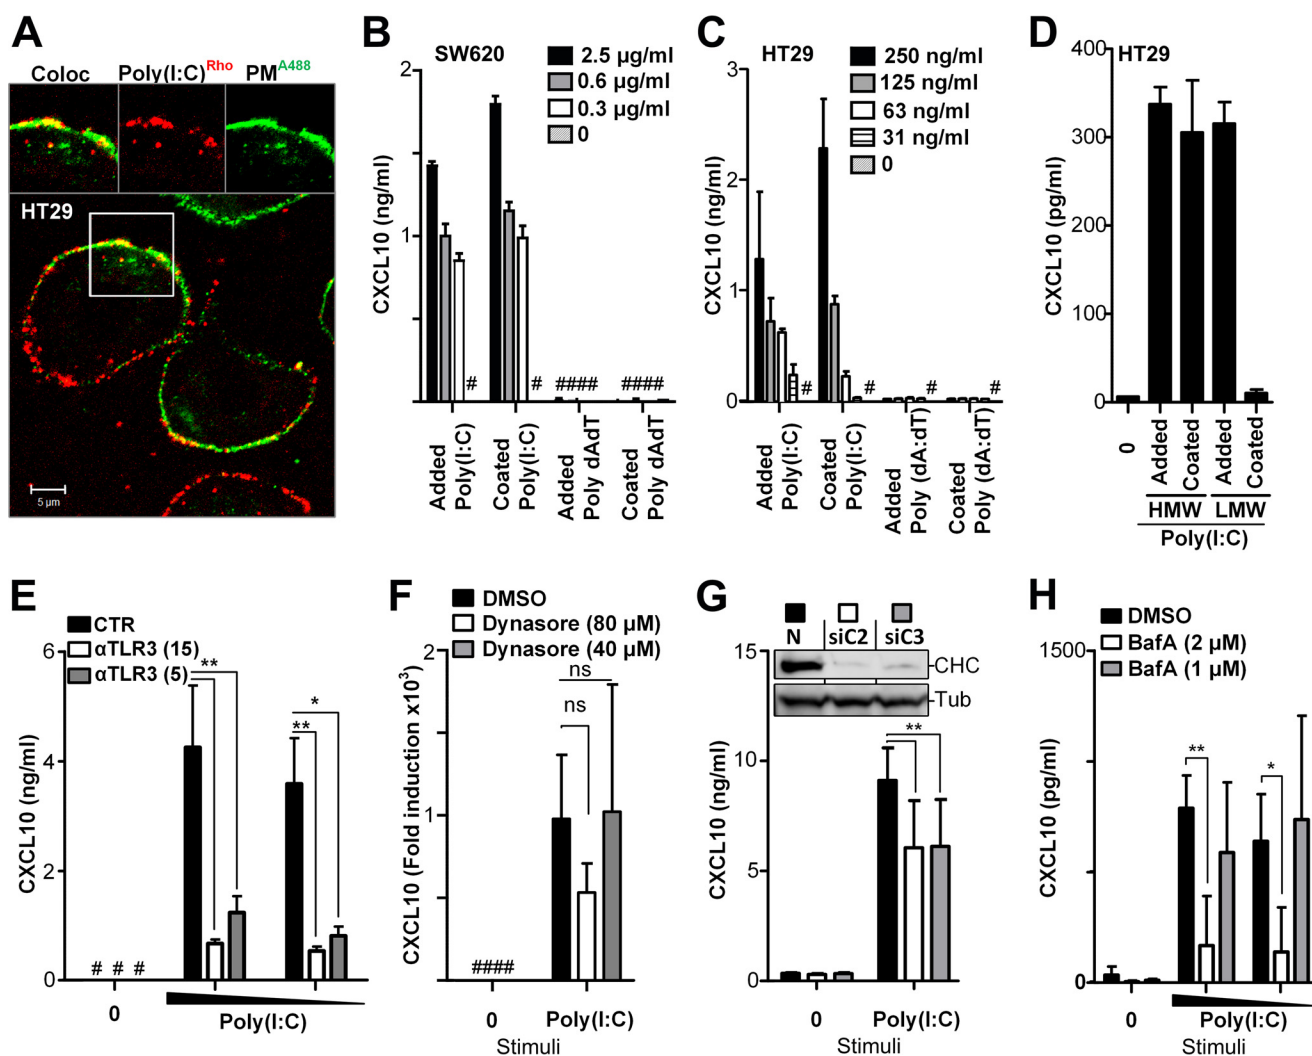 A
Coloc Poly(I:C)Rho PMA488
HT29
5 µm
B
SW620
2.5 µg/ml
0.6 µg/ml
0.3 µg/ml
0
CXCL10 (ng/ml)
2
1
0
# # #### ####
Added Poly(I:C)
Coated Poly(I:C)
Added Poly dAdT
Coated Poly dAdT
C
HT29
250 ng/ml
125 ng/ml
63 ng/ml
31 ng/ml
0
CXCL10 (ng/ml)
3
2
1
0
# # # #
Added Poly(I:C)
Coated Poly(I:C)
Added Poly (dA:dT)
Coated Poly (dA:dT)
D
HT29
CXCL10 (pg/ml)
400
300
200
100
0
0 Added Coated Added Coated
HMW LMW
Poly(I:C)
E
CTR
αTLR3 (15)
αTLR3 (5)
CXCL10 (ng/ml)
6
4
2
0
** *
**
# # #
0 Poly(I:C)
F
DMSO
Dynasore (80 µM)
Dynasore (40 µM)
CXCL10 (Fold induction x10³)
2
1
ns
ns
####
0 Poly(I:C)
Stimuli
G
N siC2 siC3
-CHC
-Tub
CXCL10 (ng/ml)
15
10
5
0
**
0 Poly(I:C)
Stimuli
H
DMSO
BafA (2 µM)
BafA (1 µM)
CXCL10 (pg/ml)
1500
0
** *
0 Poly(I:C)
Stimuli